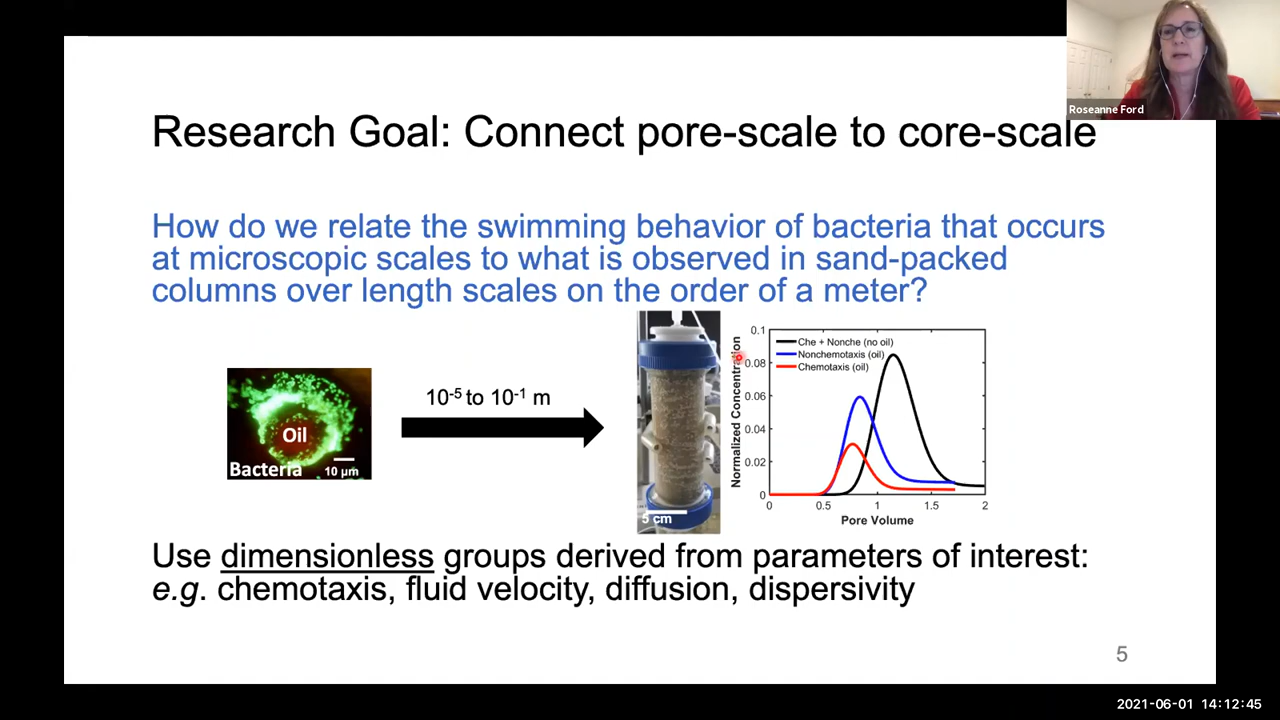 Roseanne Ford
Research Goal: Connect pore-scale to core-scale
How do we relate the swimming behavior of bacteria that occurs
at microscopic scales to what is observed in sand-packed
columns over length scales on the order of a meter?
Oil
Bacteria
10 µm
10⁻⁵ to 10⁻¹ m
5 cm
Normalized Concentration
0.1
0.08
0.06
0.04
0.02
0
Che + Nonche (no oil)
Nonchemotaxis (oil)
Chemotaxis (oil)
0
0.5
1
1.5
2
Pore Volume
Use dimensionless groups derived from parameters of interest:
e.g. chemotaxis, fluid velocity, diffusion, dispersivity
5
2021-06-01 14:12:45